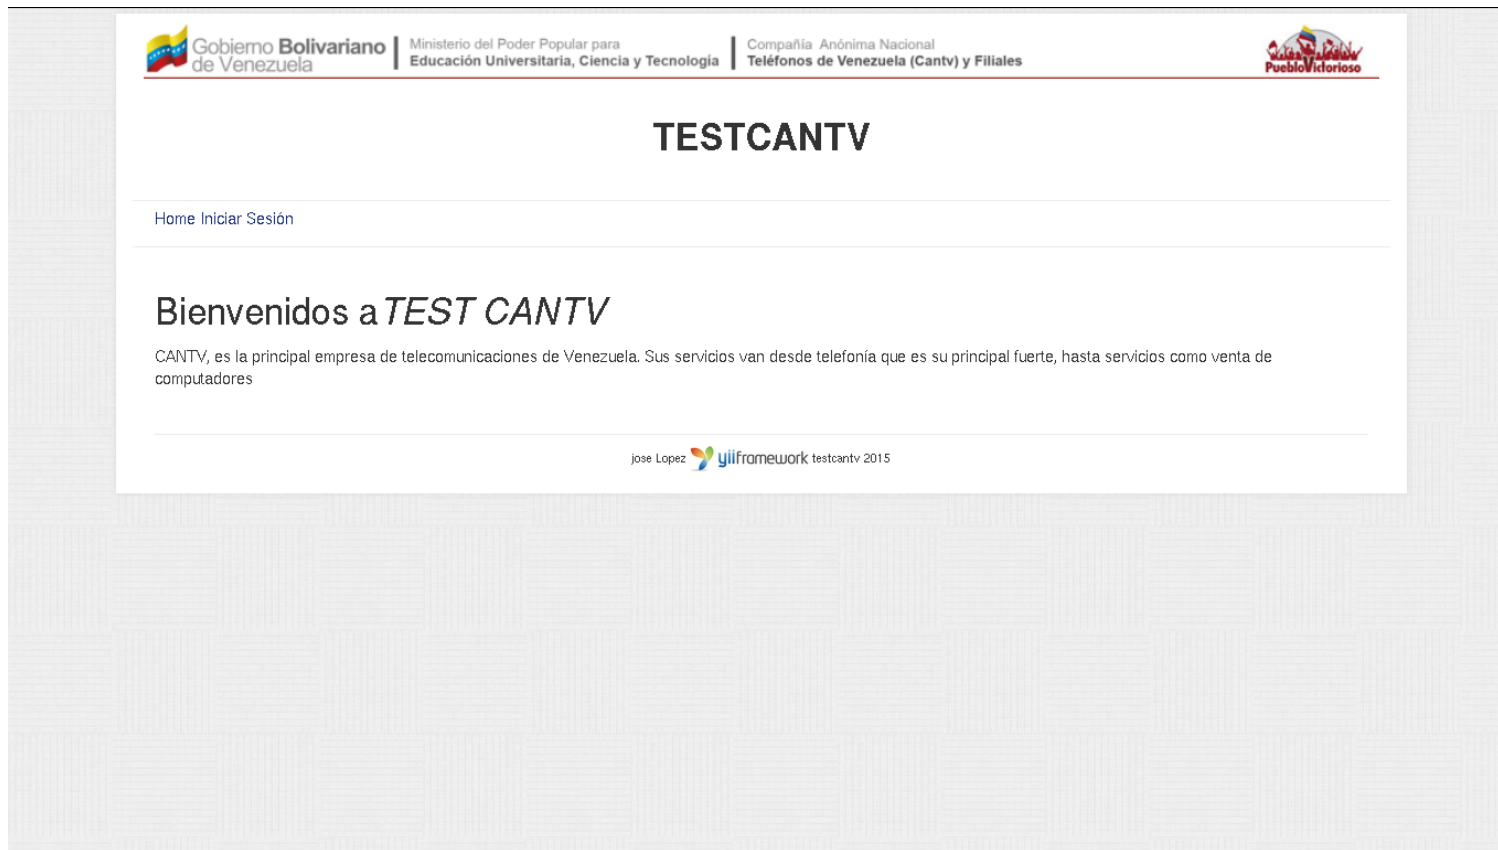 Gobierno Bolivariano
de Venezuela
Ministerio del Poder Popular para
Educación Universitaria, Ciencia y Tecnología
Compañía Anónima Nacional
Teléfonos de Venezuela (Cantv) y Filiales
PuebloVictorioso
TESTCANTV
Home Iniciar Sesión
Bienvenidos a TEST CANTV
CANTV, es la principal empresa de telecomunicaciones de Venezuela. Sus servicios van desde telefonía que es su principal fuerte, hasta servicios como venta de
computadores
jose Lopez yiiframework testcantv 2015